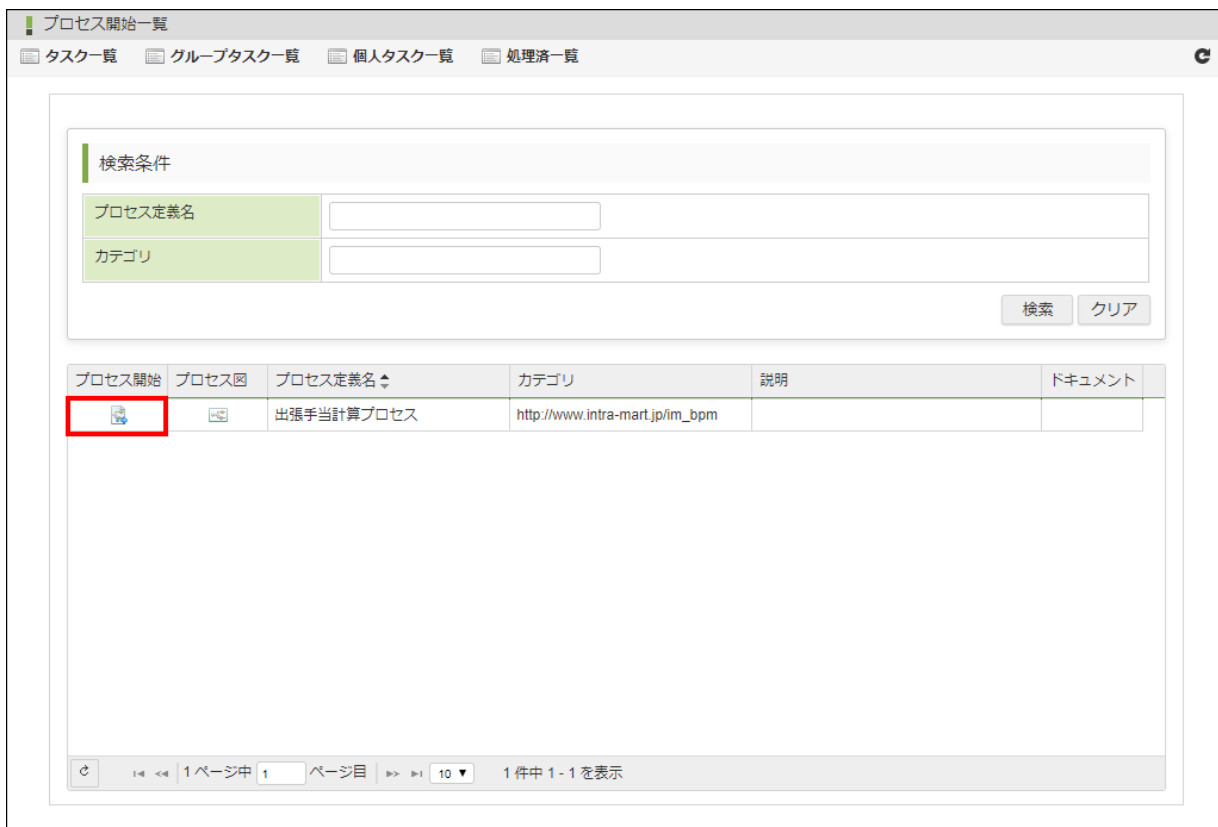 プロセス開始一覧
タスク一覧 グループタスク一覧 個人タスク一覧 処理済一覧
検索条件
プロセス定義名
カテゴリ
検索 クリア
プロセス開始 プロセス図 プロセス定義名 カテゴリ 説明 ドキュメント
出張手当計算プロセス http://www.intra-mart.jp/im_bpm
1 ページ中 1 ページ目 10 1 件中 1 - 1 を表示